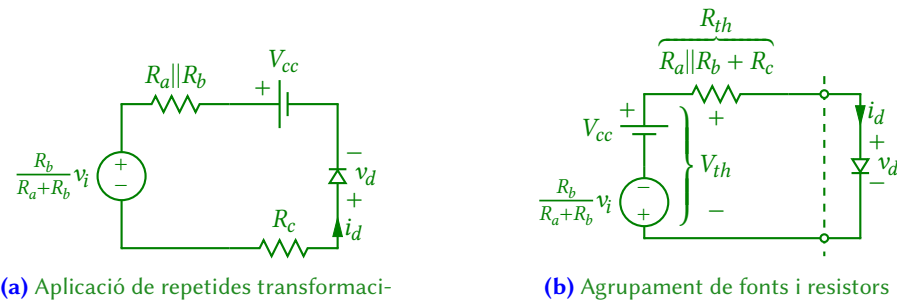 R_a||R_b
+ V_cc
R_b/(R_a+R_b) v_i
+
−
−
v_d
+
R_c
i_d
(a) Aplicació de repetides transformaci-
R_th
R_a||R_b + R_c
+
V_cc
+
i_d
+
v_d
−
V_th
R_b/(R_a+R_b) v_i
−
+
−
(b) Agrupament de fonts i resistors